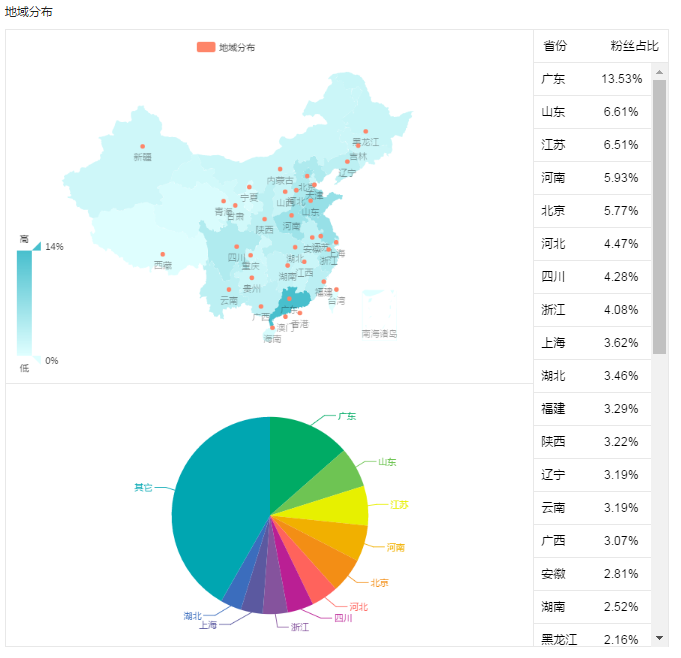 地域分布
地域分布
省份 粉丝占比
广东 13.53%
山东 6.61%
江苏 6.51%
河南 5.93%
北京 5.77%
河北 4.47%
四川 4.28%
浙江 4.08%
上海 3.62%
湖北 3.46%
福建 3.29%
陕西 3.22%
辽宁 3.19%
云南 3.19%
广西 3.07%
安徽 2.81%
湖南 2.52%
黑龙江 2.16%
黑龙江
吉林
新疆
辽宁
内蒙古
北京
天津
宁夏
山西
河北
青海
甘肃
山东
陕西
河南
高
14%
四川
安徽
江苏
上海
湖北
浙江
西藏
重庆
湖南
江西
贵州
云南
福建
台湾
广东
广西
澳门
香港
海南
南海诸岛
0%
低
广东
山东
其它
江苏
河南
北京
河北
湖北
四川
上海
浙江